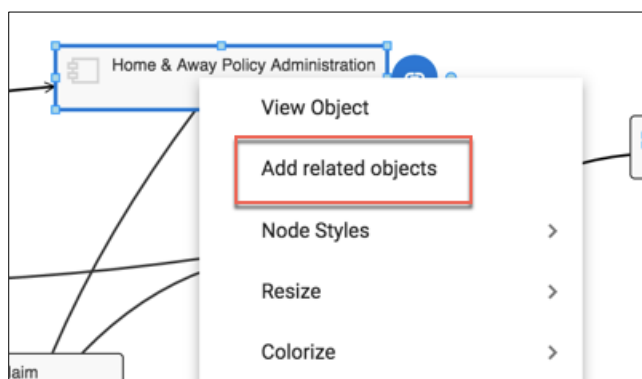 Home & Away Policy Administration
View Object
Add related objects
Node Styles
Resize
Colorize
laim